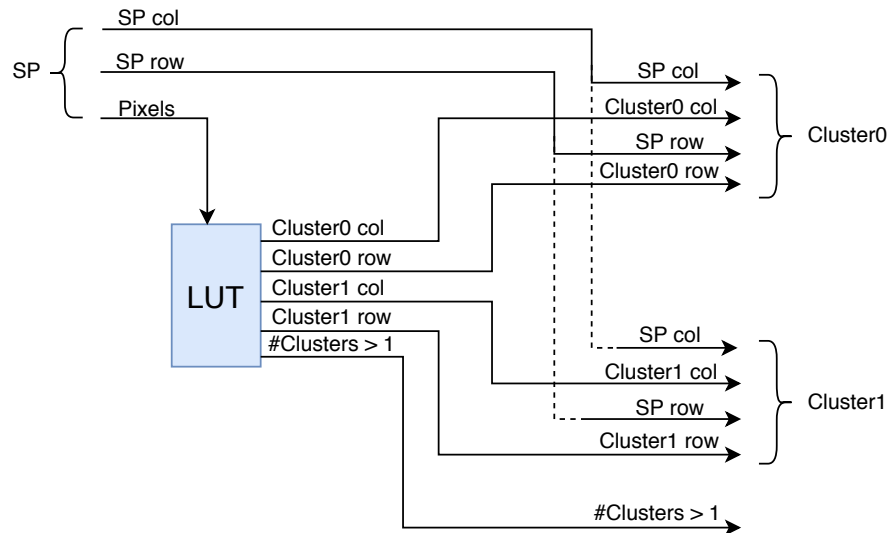 SP col
SP row
SP
Pixels
SP col
Cluster0 col
SP row
Cluster0 row
Cluster0
LUT
Cluster0 col
Cluster0 row
Cluster1 col
Cluster1 row
#Clusters > 1
SP col
Cluster1 col
SP row
Cluster1 row
Cluster1
#Clusters > 1